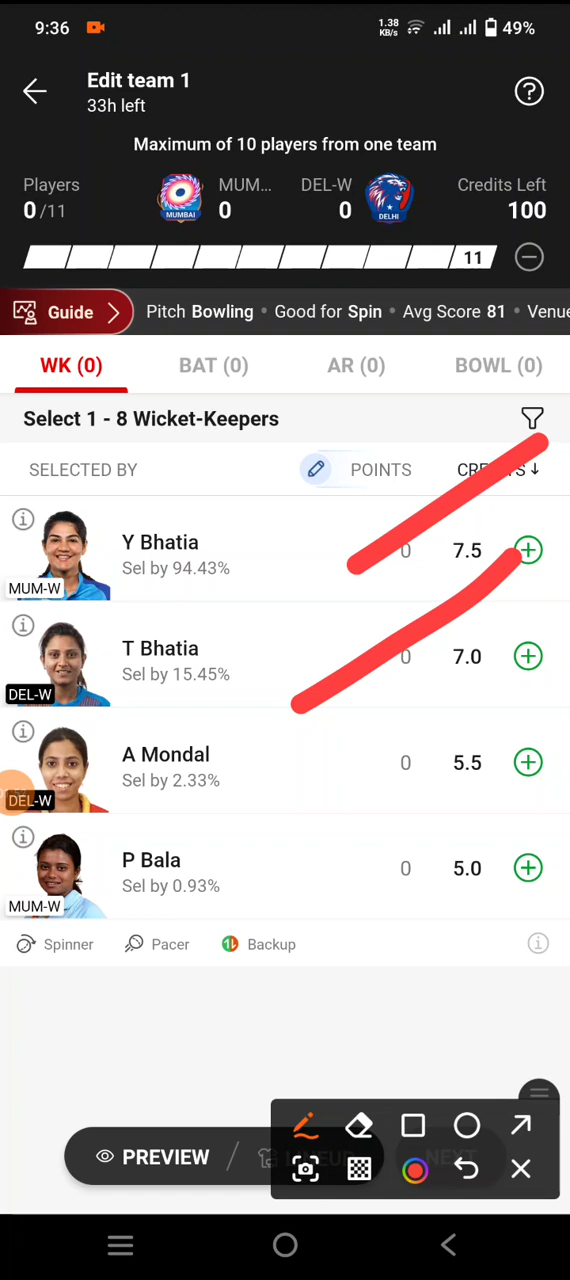 9:36
1.38
KB/s
49%
Edit team 1
33h left
Maximum of 10 players from one team
Players
MUM...
DEL-W
Credits Left
0/11
MUMBAI
0
0
DELHI
100
11
Guide
Pitch Bowling • Good for Spin • Avg Score 81 • Venue
WK (0)
BAT (0)
AR (0)
BOWL (0)
Select 1 - 8 Wicket-Keepers
SELECTED BY
POINTS
CREDITS ↓
Y Bhatia
Sel by 94.43%
0
7.5
MUM-W
T Bhatia
Sel by 15.45%
0
7.0
DEL-W
A Mondal
Sel by 2.33%
0
5.5
DEL-W
P Bala
Sel by 0.93%
0
5.0
MUM-W
Spinner
Pacer
Backup
PREVIEW
/
LINEUP
NEXT